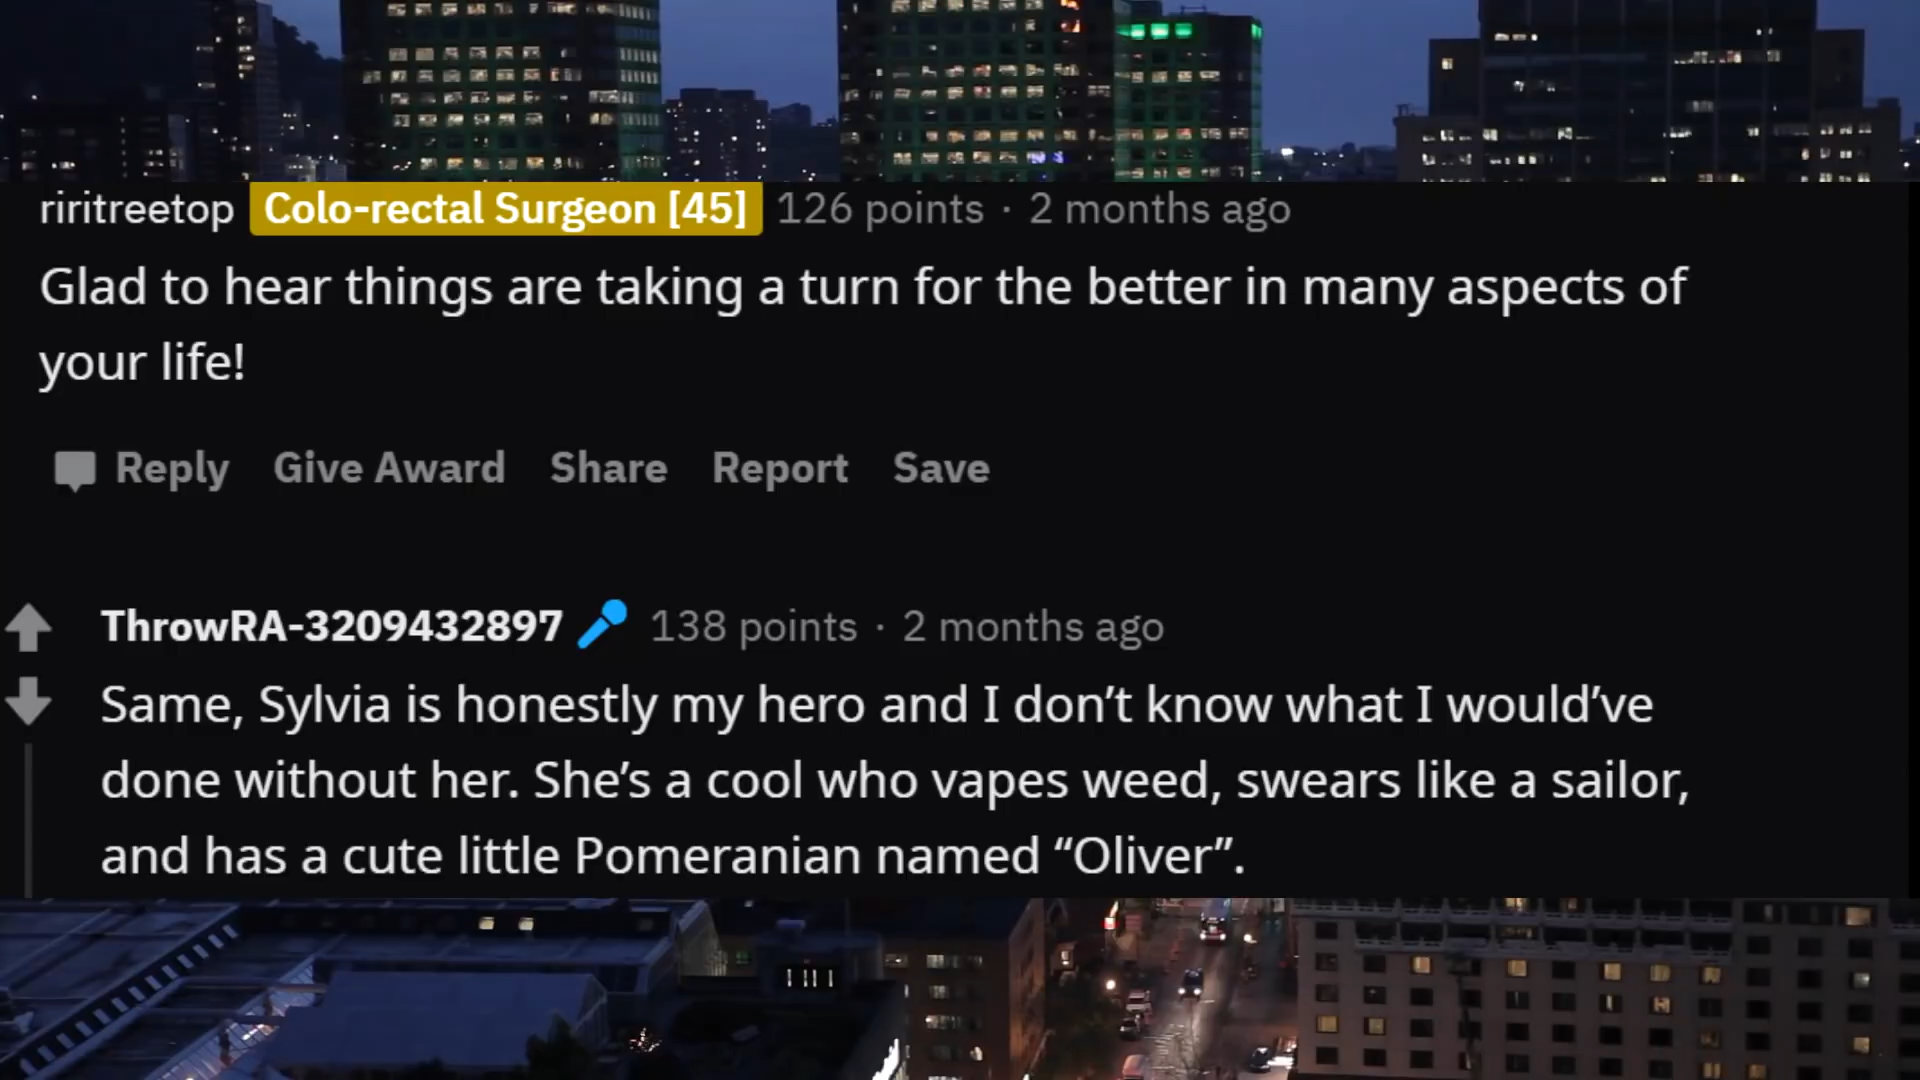 riritreetop Colo-rectal Surgeon [45] 126 points · 2 months ago
Glad to hear things are taking a turn for the better in many aspects of
your life!
Reply Give Award Share Report Save
ThrowRA-3209432897 138 points · 2 months ago
Same, Sylvia is honestly my hero and I don’t know what I would’ve
done without her. She’s a cool who vapes weed, swears like a sailor,
and has a cute little Pomeranian named “Oliver”.